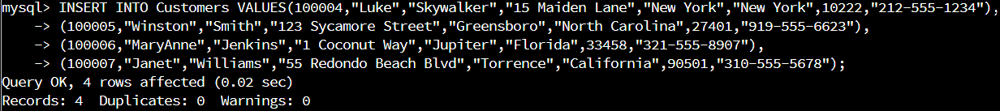 mysql> INSERT INTO Customers VALUES(100004,"Luke","Skywalker","15 Maiden Lane","New York","New York",10222,"212-555-1234"),
-> (100005,"Winston","Smith","123 Sycamore Street","Greensboro","North Carolina",27401,"919-555-6623"),
-> (100006,"MaryAnne","Jenkins","1 Coconut Way","Jupiter","Florida",33458,"321-555-8907"),
-> (100007,"Janet","Williams","55 Redondo Beach Blvd","Torrence","California",90501,"310-555-5678");
Query OK, 4 rows affected (0.02 sec)
Records: 4  Duplicates: 0  Warnings: 0